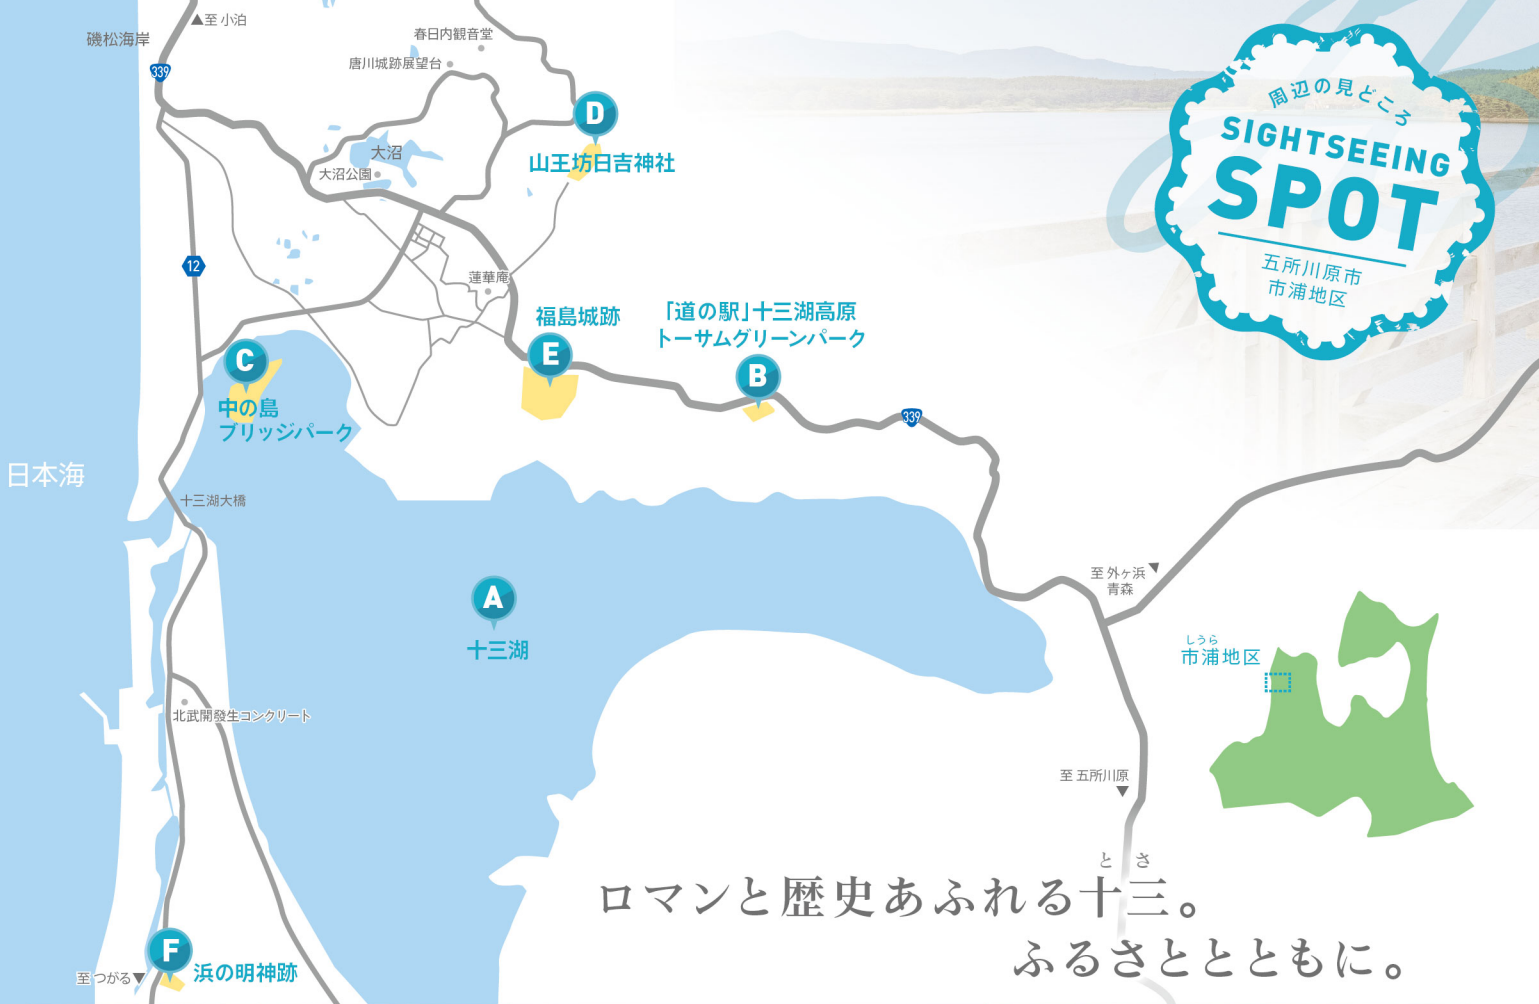 ▲至 小泊
磯松海岸
339
春日内観音堂
唐川城跡展望台
D
山王坊日吉神社
大沼
大沼公園
12
蓮華庵
福島城跡
E
「道の駅」十三湖高原
トーサムグリーンパーク
B
339
C
中の島
ブリッジパーク
日本海
十三湖大橋
A
十三湖
至 外ヶ浜
青森
至 五所川原
北武開發生コンクリート
F
浜の明神跡
至 つがる▼
周辺の見どころ
SIGHTSEEING
SPOT
五所川原市
市浦地区
しうら
市浦地区
とさ
ロマンと歴史あふれる十三。
ふるさととともに。